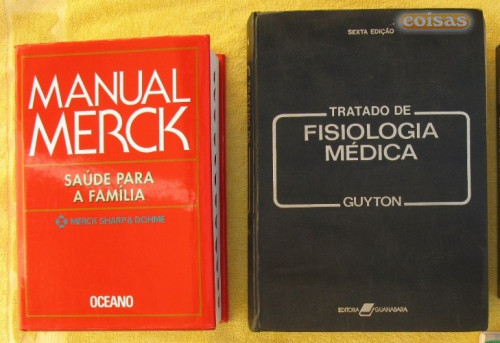 MANUAL
MERCK
SAÚDE PARA
A FAMÍLIA
MERCK SHARP & DOHME
OCEANO
coisas
SEXTA EDIÇÃO
TRATADO DE
FISIOLOGIA
MÉDICA
GUYTON
EDITORA GUANABARA